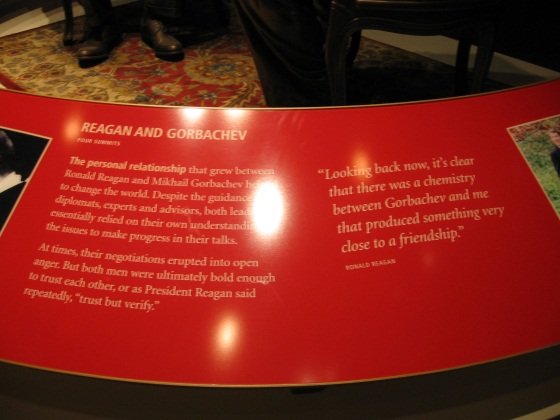 REAGAN AND GORBACHEV
FOUR SUMMITS
The personal relationship that grew between
Ronald Reagan and Mikhail Gorbachev
to change the world. Despite the guidance
diplomats, experts and advisors, both
essentially relied on their own
the issues to make progress in their talks.
At times, their negotiations erupted into open
anger. But both men were ultimately bold enough
to trust each other, or as President Reagan said
repeatedly, “trust but verify.”
“Looking back now, it’s clear
that there was a chemistry
between Gorbachev and me
that produced something very
close to a friendship.”
RONALD REAGAN